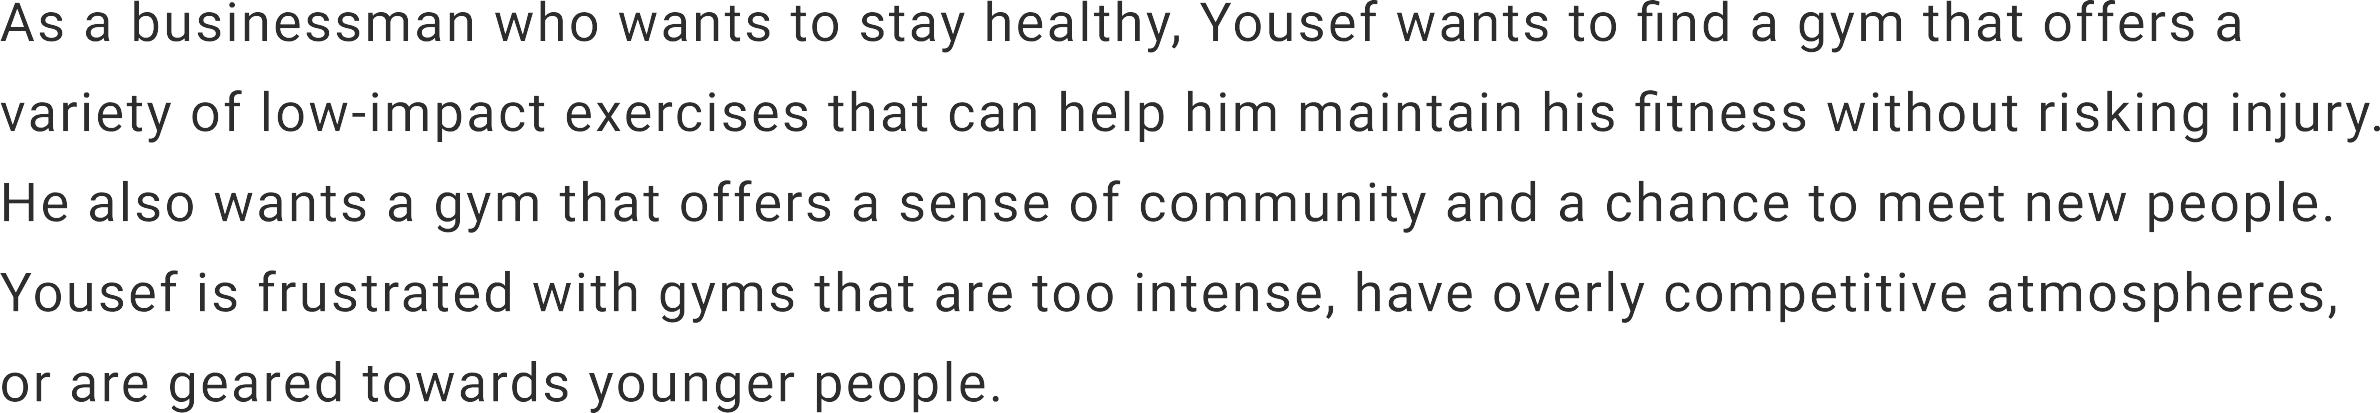 As a businessman who wants to stay healthy, Yousef wants to find a gym that offers a
variety of low-impact exercises that can help him maintain his fitness without risking injury.
He also wants a gym that offers a sense of community and a chance to meet new people.
Yousef is frustrated with gyms that are too intense, have overly competitive atmospheres,
or are geared towards younger people.